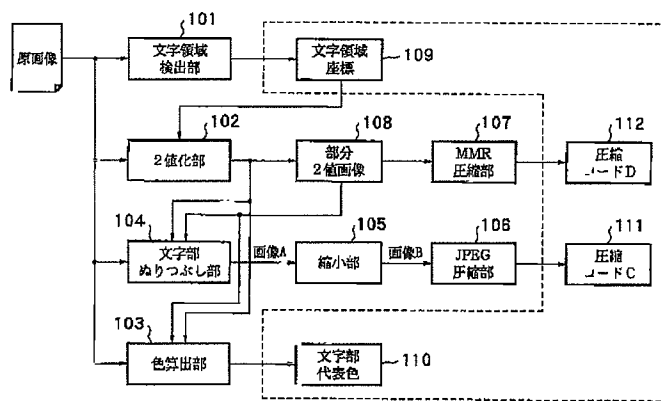 原画像
101
文字領域
検出部
文字領域
座標
109
102
2値化部
108
部分
2値画像
107
MMR
圧縮部
112
圧縮
コードD
104
文字部
ぬりつぶし部
画像A
105
縮小部
画像B
106
JPEG
圧縮部
111
圧縮
コードC
103
色算出部
文字部
代表色
110